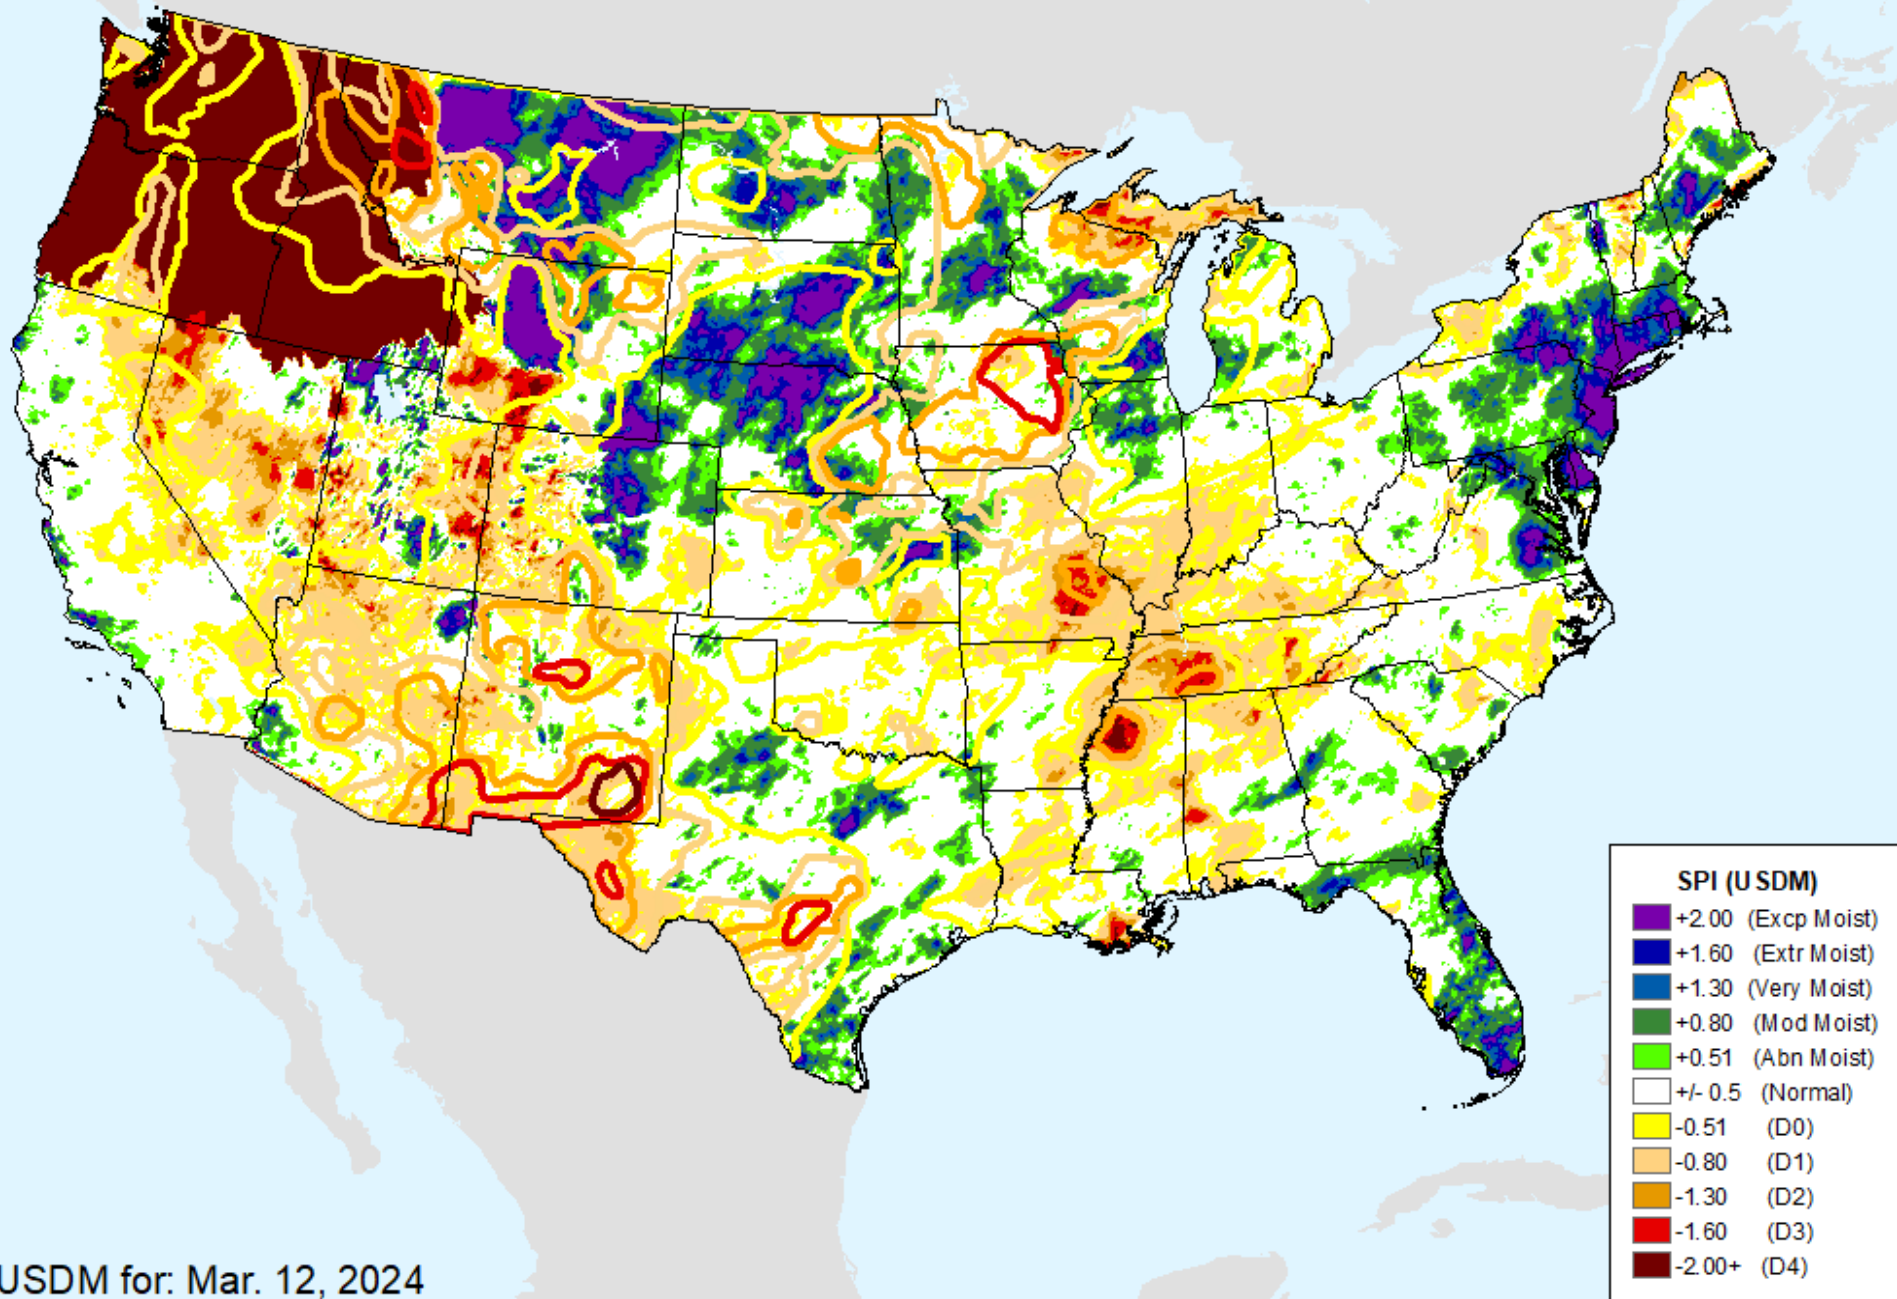 SPI (USDM)
+2.00 (Excp Moist)
+1.60 (Extr Moist)
+1.30 (Very Moist)
+0.80 (Mod Moist)
+0.51 (Abn Moist)
+/- 0.5 (Normal)
-0.51 (D0)
-0.80 (D1)
-1.30 (D2)
-1.60 (D3)
-2.00+ (D4)
USDM for: Mar. 12, 2024